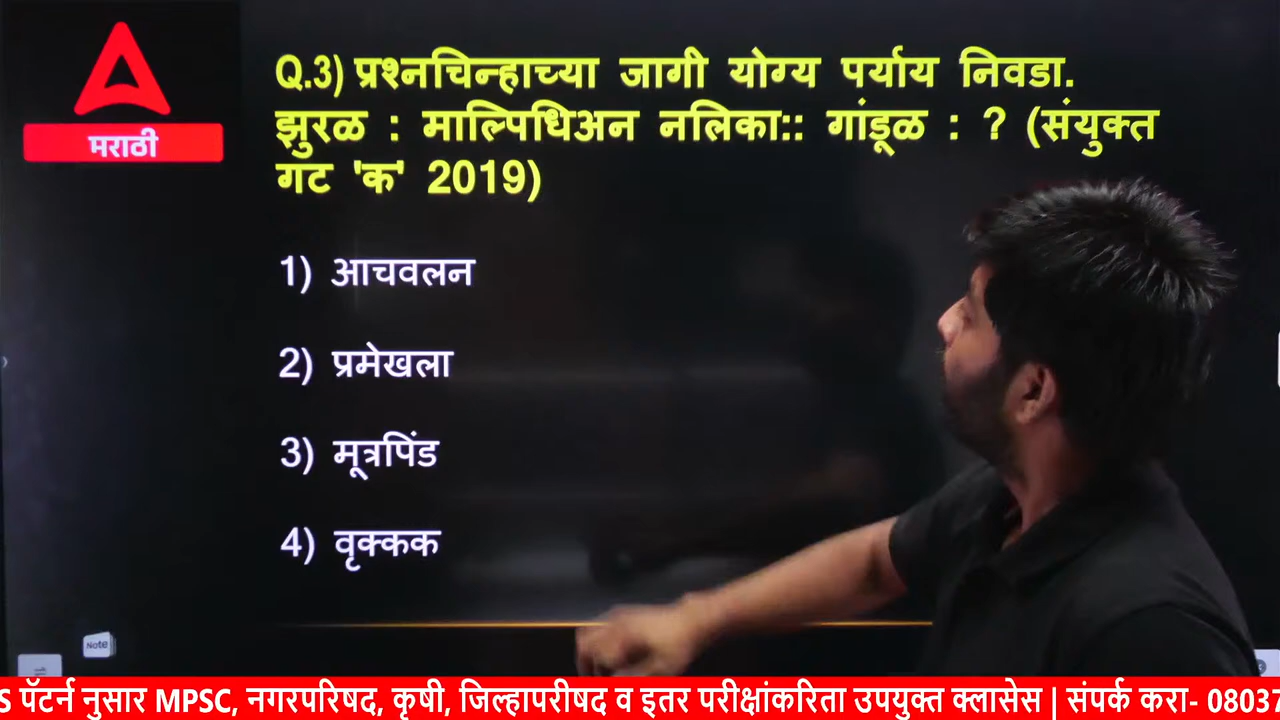 मराठी
Q.3) प्रश्नचिन्हाच्या जागी योग्य पर्याय निवडा.
झुरळ : माल्पिधिअन नलिका:: गांडूळ : ? (संयुक्त
गट 'क' 2019)
1) आचवलन
2) प्रमेखला
3) मूत्रपिंड
4) वृक्कक
Note
S पॅटर्न नुसार MPSC, नगरपरिषद, कृषी, जिल्हापरीषद व इतर परीक्षांकरिता उपयुक्त क्लासेस | संपर्क करा- 08037